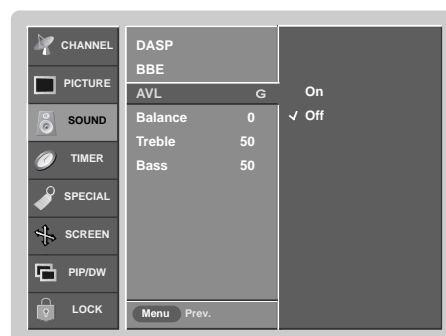 CHANNEL
PICTURE
SOUND
TIMER
SPECIAL
SCREEN
PIP/DW
LOCK
DASP
BBE
AVL G
Balance 0
Treble 50
Bass 50
Menu Prev.
On
✓ Off